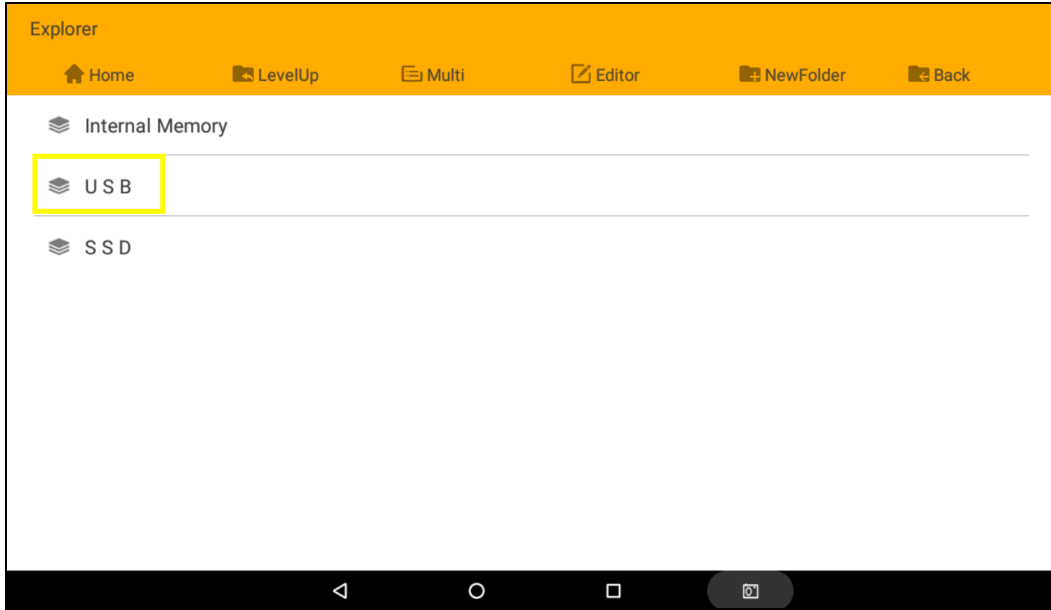 Explorer
Home LevelUp Multi Editor NewFolder Back
Internal Memory
U S B
S S D